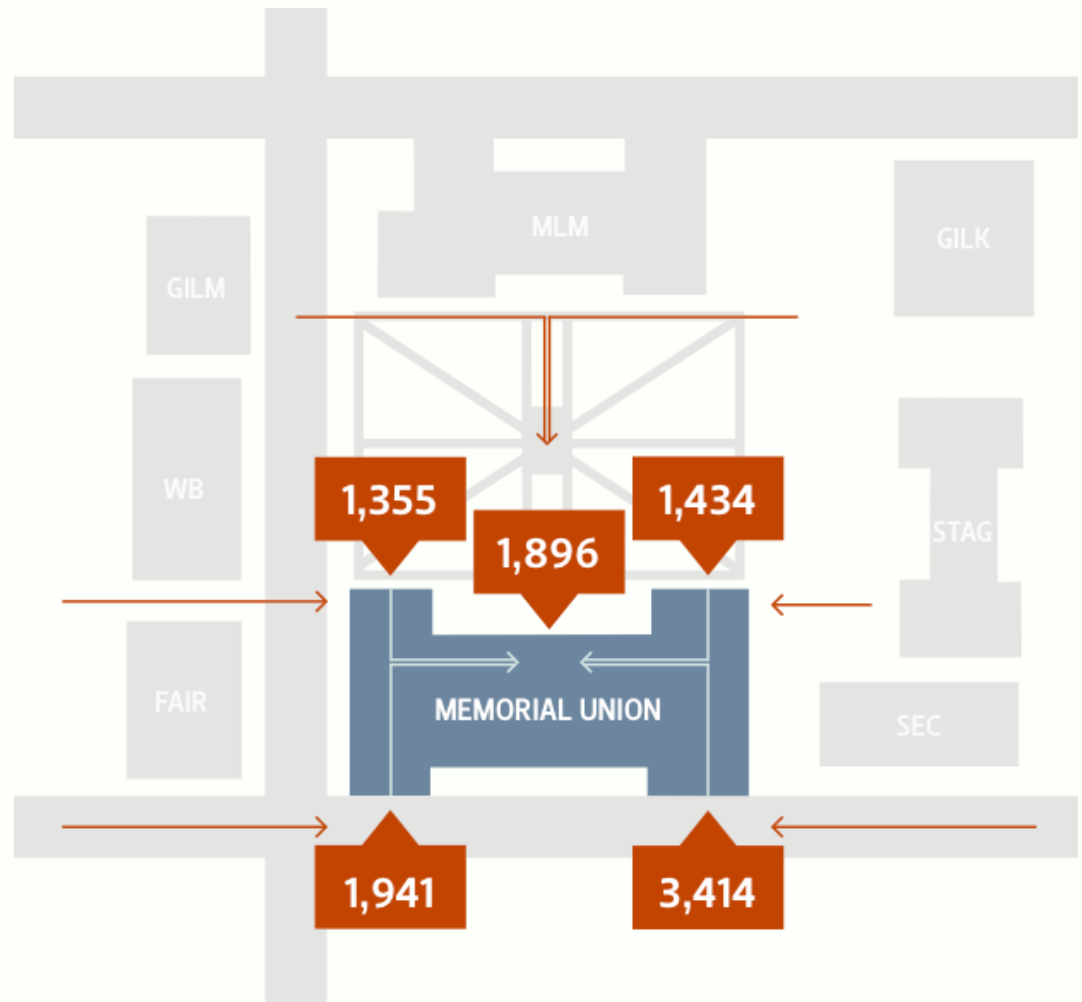 MLM
GILK
GILM
WB
1,355
1,434
1,896
STAG
FAIR
MEMORIAL UNION
SEC
1,941
3,414